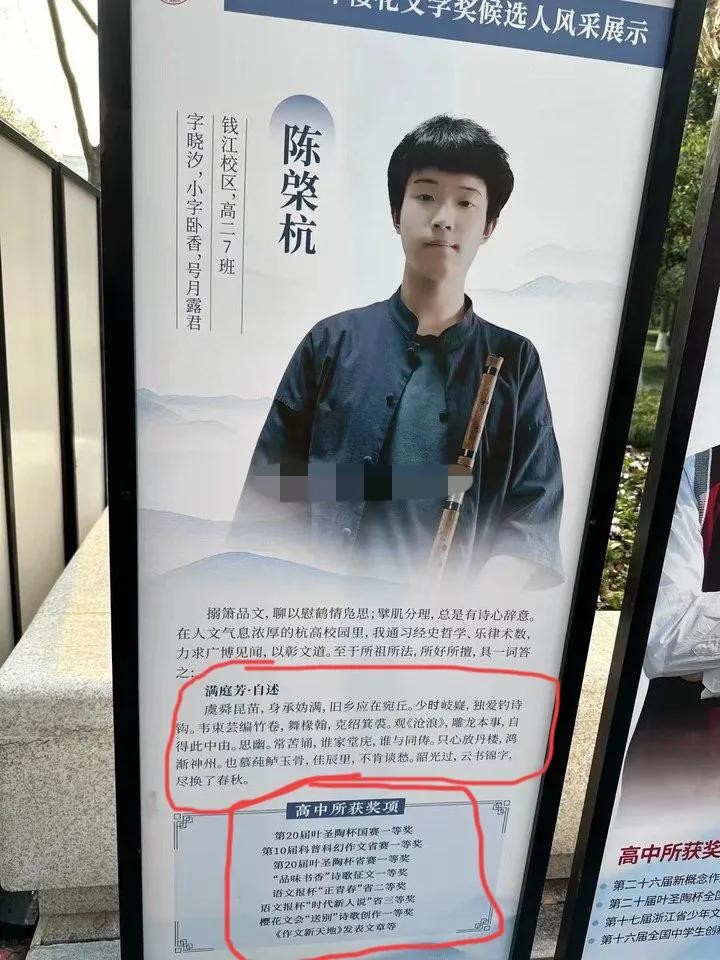 樱花文学奖候选人风采展示
陈棨杭
钱江校区，高二7班
字晓汐，小字卧香，号月露君
搦箫品文，聊以慰鹤情凫思；擘肌分理，总是有诗心辞意。
在人文气息浓厚的杭高校园里，我通习经史哲学、乐律术数，
力求广博见闻，以彰文道。至于所祖所法，所好所擅，具一词答
之：
满庭芳·自述
虞舜昆苗，身承妫满，旧乡应在宛丘。少时岐嶷，独爱钓诗
钩。韦束芸编竹卷，舞椽翰，克绍箕裘。观《沧浪》，雕龙本事，自
得此中由。思幽。常苦诵，谁家堂庑，谁与同俦。只心放丹楼，鸿
渐神州。也慕莼鲈玉骨，佳辰里，不肯谈愁。韶光过，云书锦字，
尽换了春秋。
高中所获奖项
第20届叶圣陶杯国赛一等奖
第10届科普科幻作文省赛一等奖
第20届叶圣陶杯省赛一等奖
“品味书香”诗歌征文一等奖
语文报杯“正青春”省二等奖
语文报杯“时代新人说”省三等奖
樱花文会“送别”诗歌创作一等奖
《作文新天地》发表文章等
高中所获奖
第二十六届新概念作
第二十届叶圣陶杯全国
第十七届浙江省少年文
第十六届全国中学生创新